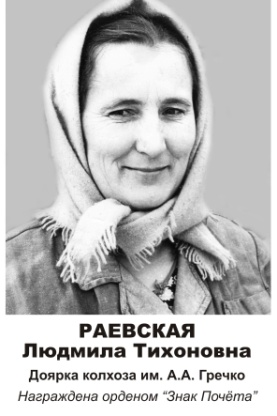 РАЕВСКАЯ
Людмила Тихоновна
Доярка колхоза им. А.А. Гречко
Награждена орденом "Знак Почёта"